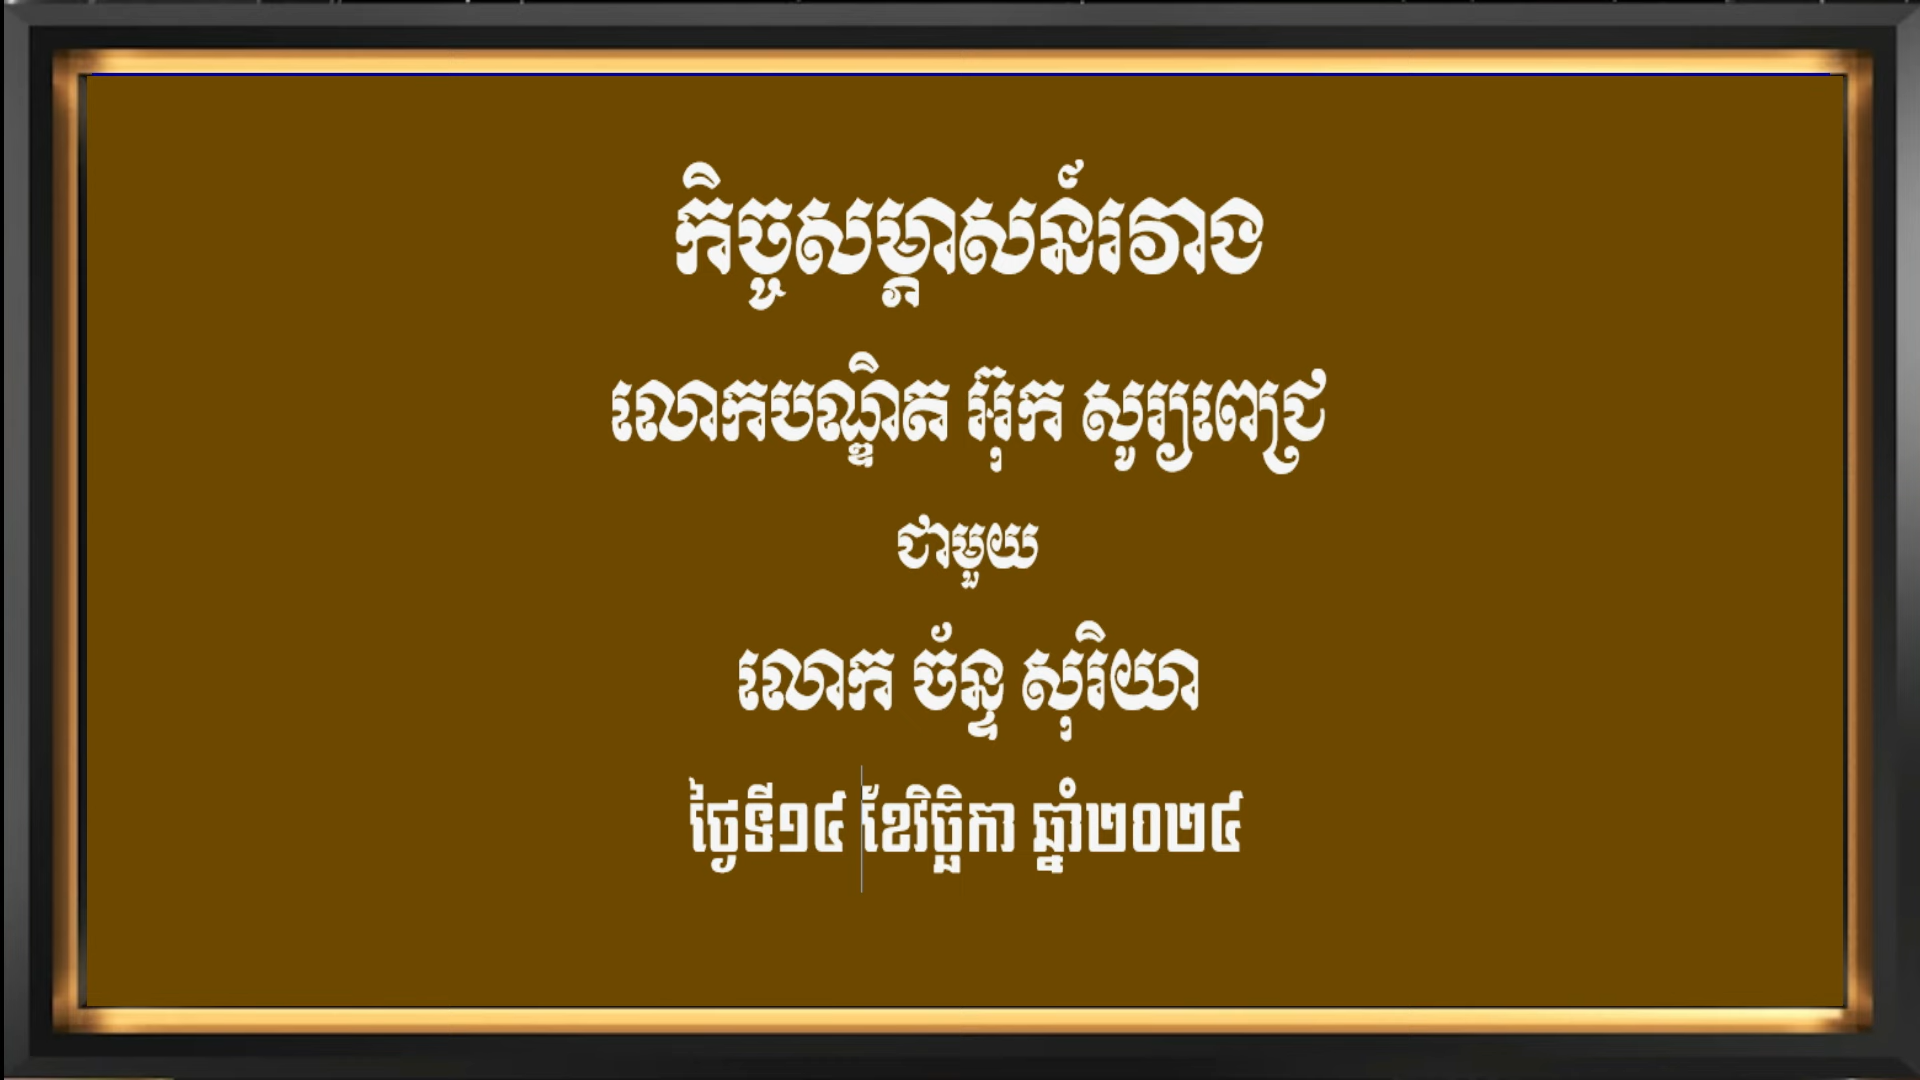 កិច្ចសម្ភាសន៍រវាង
លោកបណ្ឌិត អ៊ុក សូរ្យពេជ្រ
ជាមួយ
លោក ច័ន្ទ សុរិយា
ថ្ងៃទី១៤ ខែវិច្ឆិកា ឆ្នាំ២០២៤